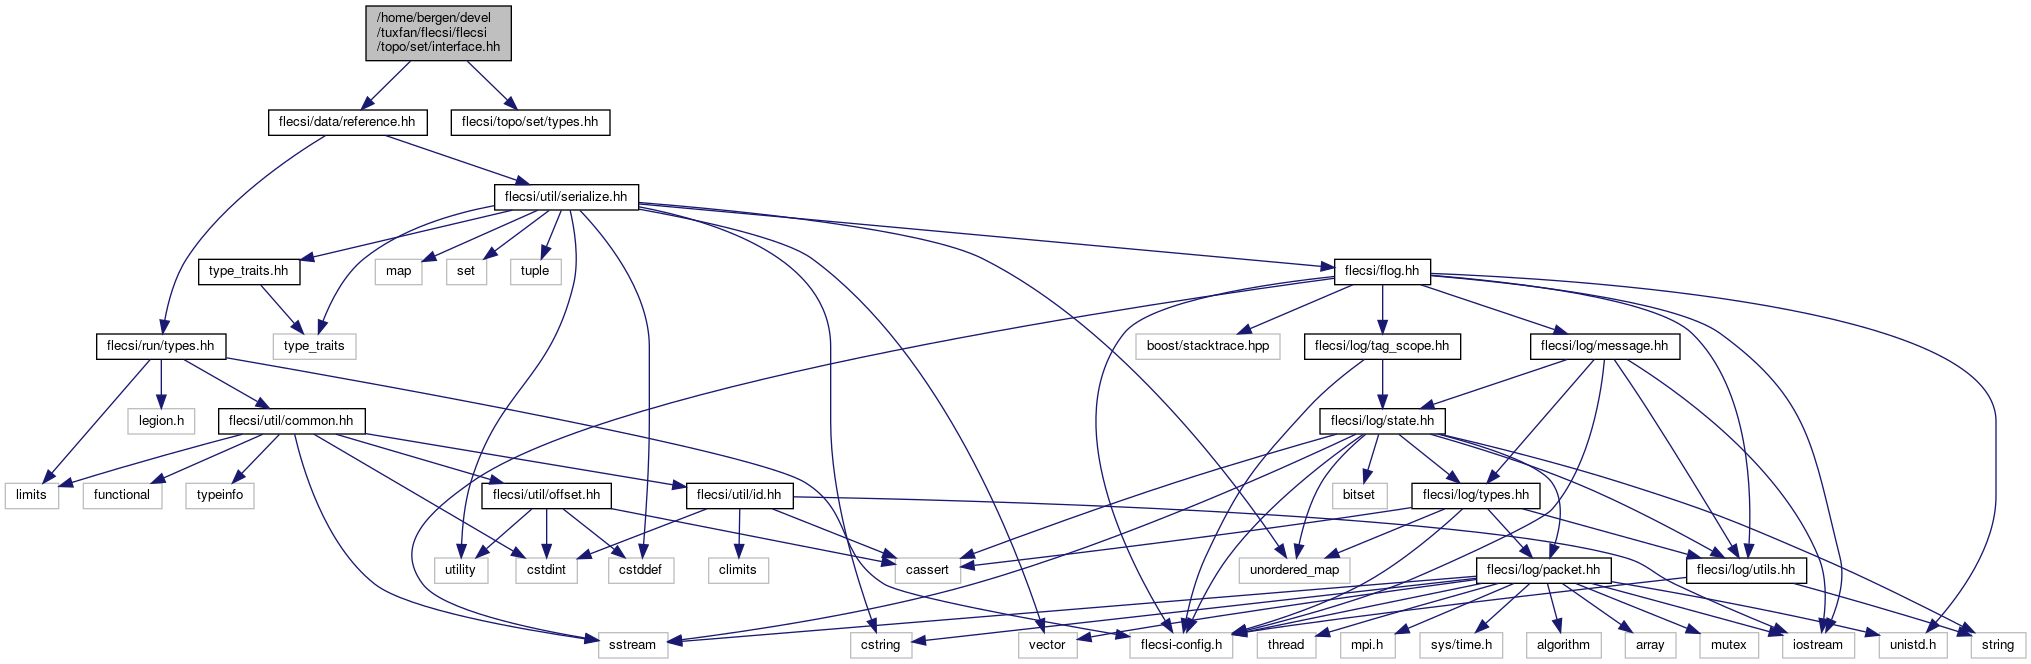 /home/bergen/devel
/tuxfan/flecsi/flecsi
/topo/set/interface.hh
flecsi/data/reference.hh
flecsi/topo/set/types.hh
flecsi/util/serialize.hh
type_traits.hh
map
set
tuple
flecsi/flog.hh
flecsi/run/types.hh
type_traits
boost/stacktrace.hpp
flecsi/log/tag_scope.hh
flecsi/log/message.hh
legion.h
flecsi/util/common.hh
flecsi/log/state.hh
limits
functional
typeinfo
flecsi/util/offset.hh
flecsi/util/id.hh
bitset
flecsi/log/types.hh
utility
cstdint
cstddef
climits
cassert
unordered_map
flecsi/log/packet.hh
flecsi/log/utils.hh
sstream
cstring
vector
flecsi-config.h
thread
mpi.h
sys/time.h
algorithm
array
mutex
iostream
unistd.h
string